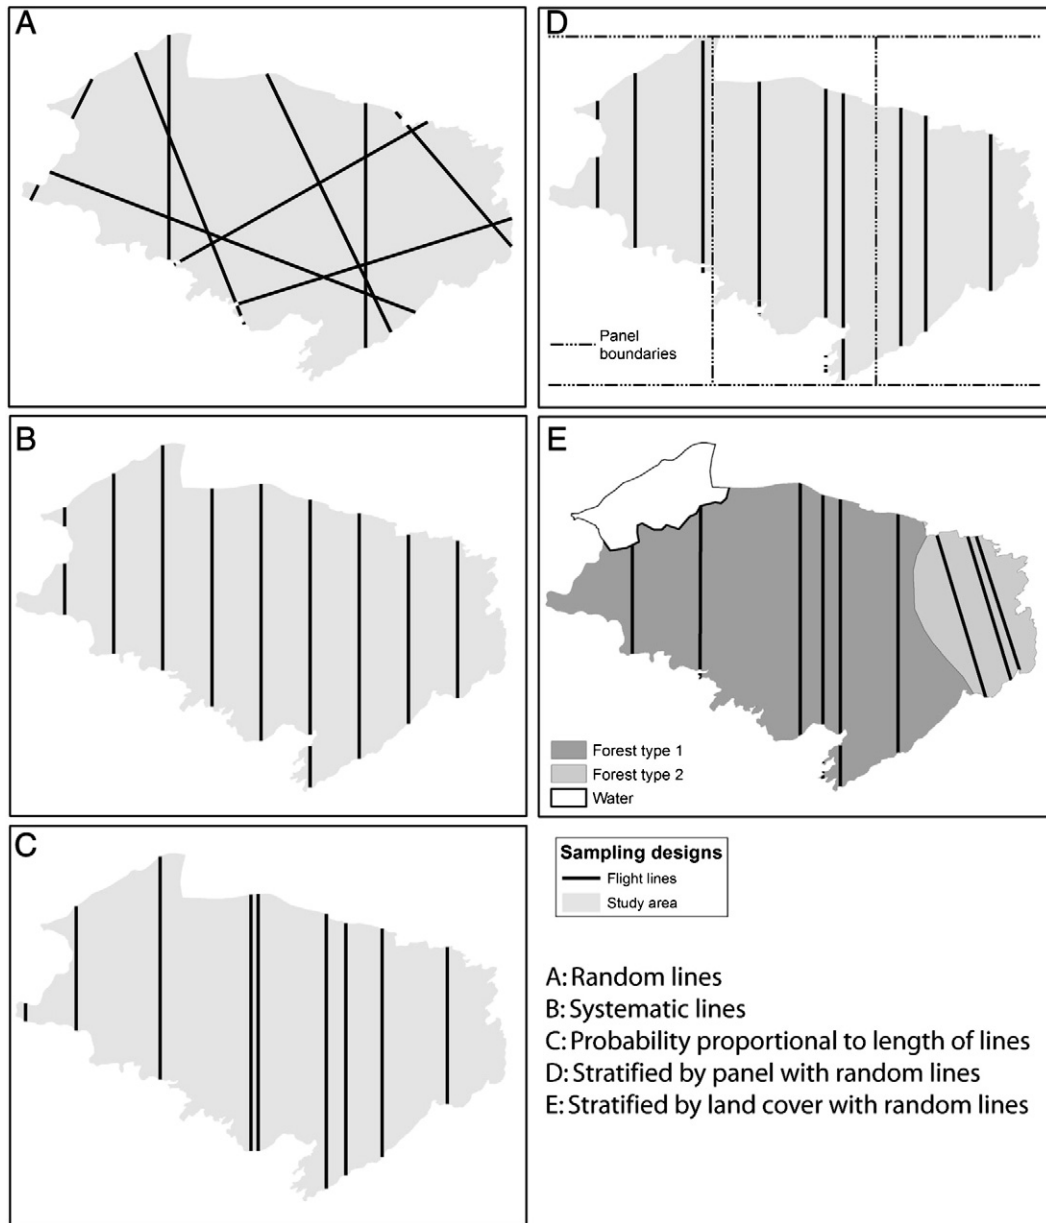 A
D
Panel
boundaries
B
E
Forest type 1
Forest type 2
Water
C
Sampling designs
Flight lines
Study area
A: Random lines
B: Systematic lines
C: Probability proportional to length of lines
D: Stratified by panel with random lines
E: Stratified by land cover with random lines